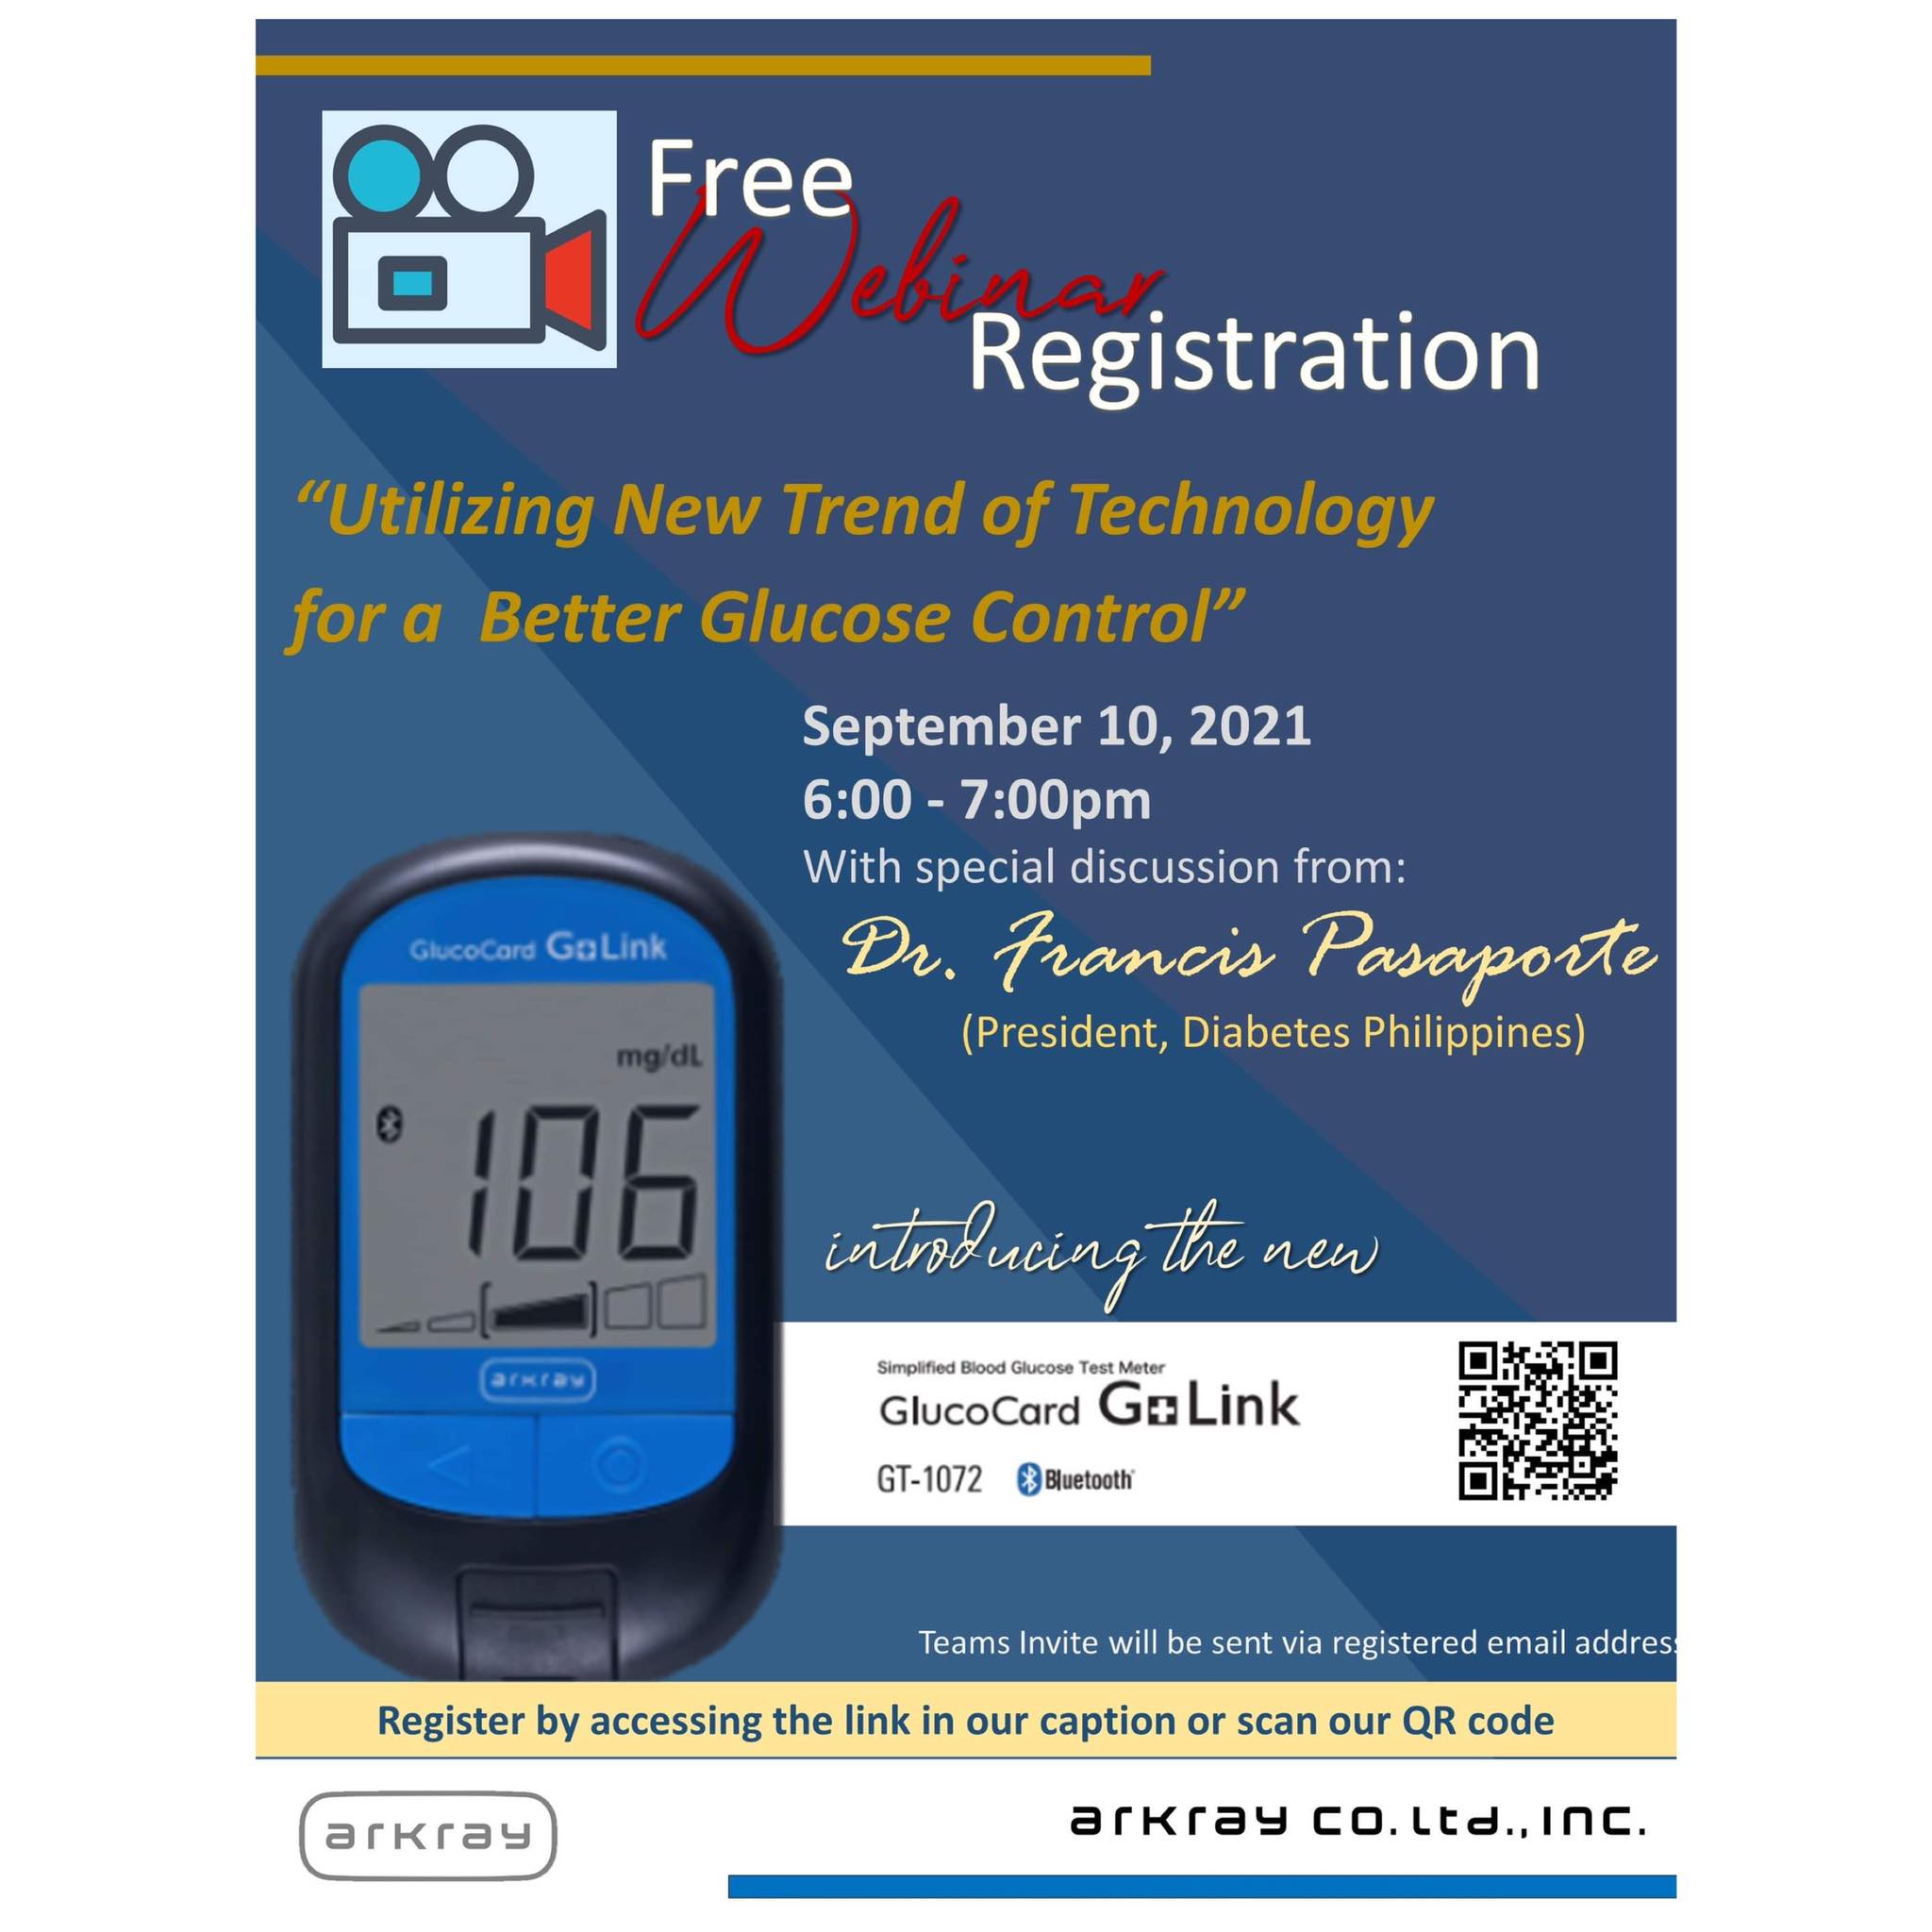 Free
Webinar
Registration
“Utilizing New Trend of Technology
for a Better Glucose Control”
September 10, 2021
6:00 - 7:00pm
With special discussion from:
Dr. Francis Pasaporte
(President, Diabetes Philippines)
GlucoCard GoLink
mg/dL
106
arkray
introducing the new
Simplified Blood Glucose Test Meter
GlucoCard GoLink
GT-1072 Bluetooth
Teams Invite will be sent via registered email addres
Register by accessing the link in our caption or scan our QR code
arkray
arkray co. Ltd., Inc.